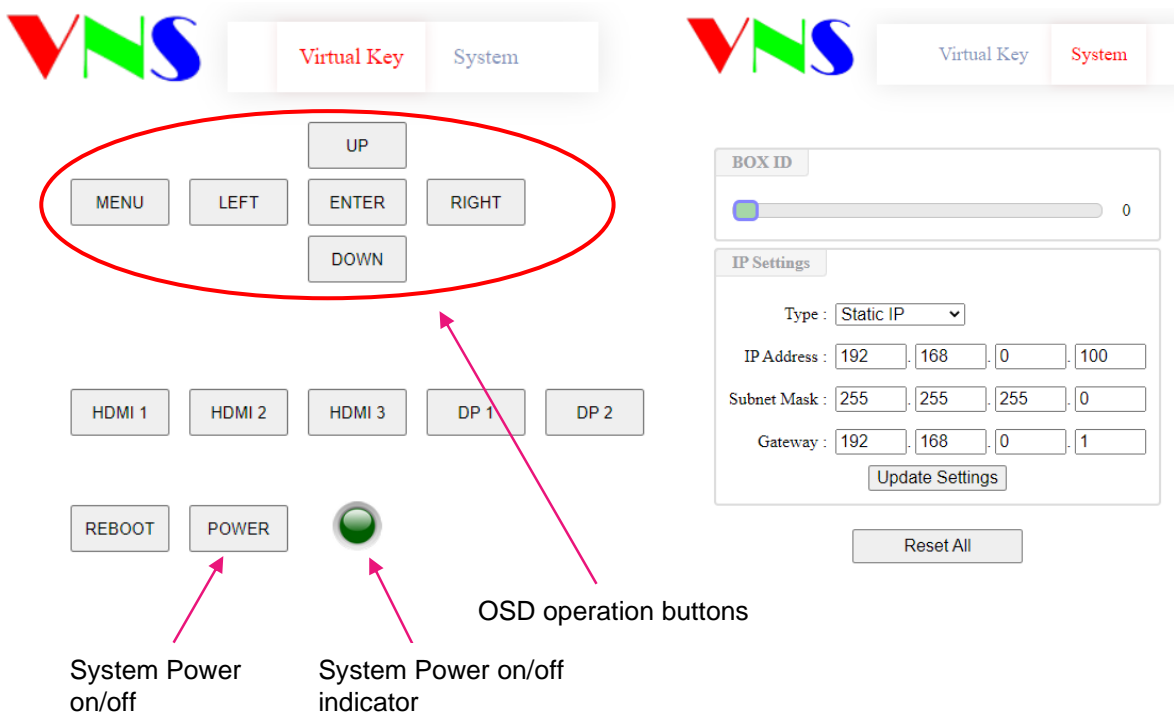 VNS
Virtual Key System
UP
MENU LEFT ENTER RIGHT
DOWN
HDMI 1 HDMI 2 HDMI 3 DP 1 DP 2
REBOOT POWER
OSD operation buttons
System Power
on/off
System Power on/off
indicator
VNS
Virtual Key System
BOX ID
0
IP Settings
Type : Static IP
IP Address : 192 . 168 . 0 . 100
Subnet Mask : 255 . 255 . 255 . 0
Gateway : 192 . 168 . 0 . 1
Update Settings
Reset All